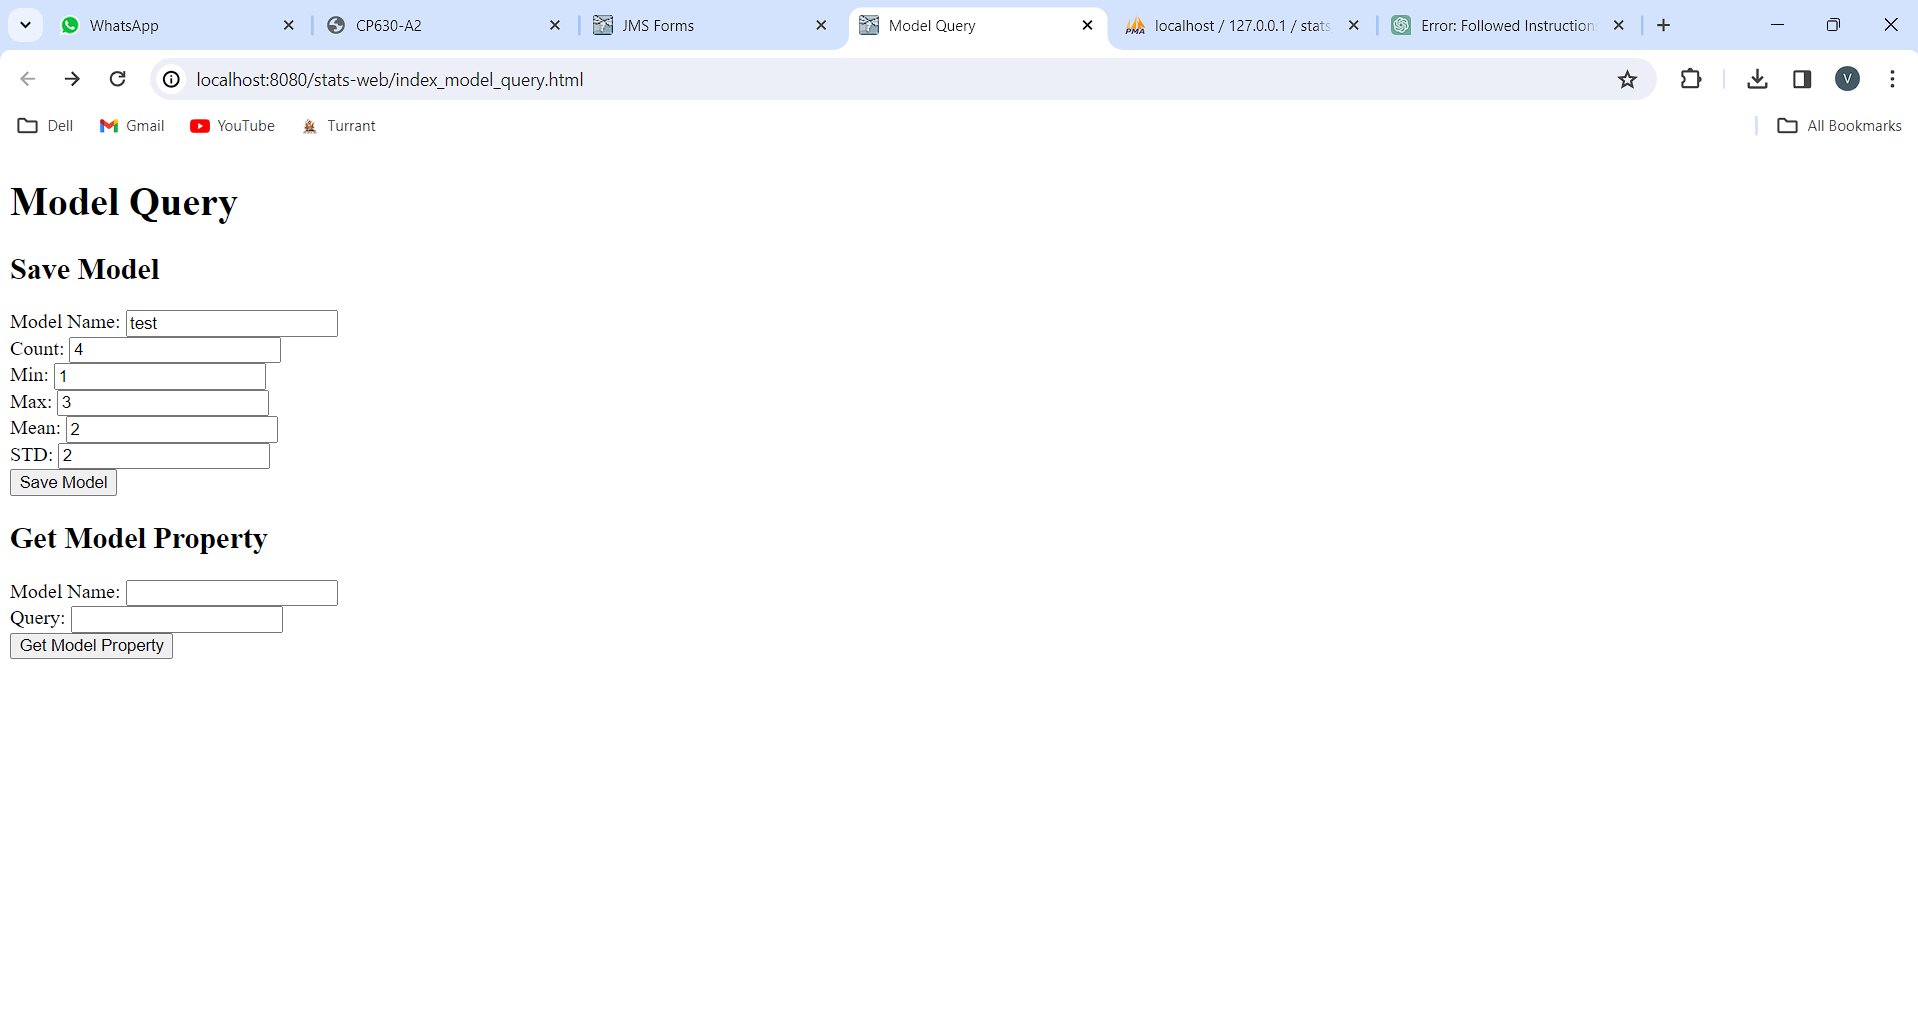 WhatsApp
CP630-A2
JMS Forms
Model Query
PMA
localhost / 127.0.0.1 / stats
Error: Followed Instruction
localhost:8080/stats-web/index_model_query.html
V
Dell
Gmail
YouTube
Turrant
All Bookmarks
Model Query
Save Model
Model Name: test
Count: 4
Min: 1
Max: 3
Mean: 2
STD: 2
Save Model
Get Model Property
Model Name:
Query:
Get Model Property